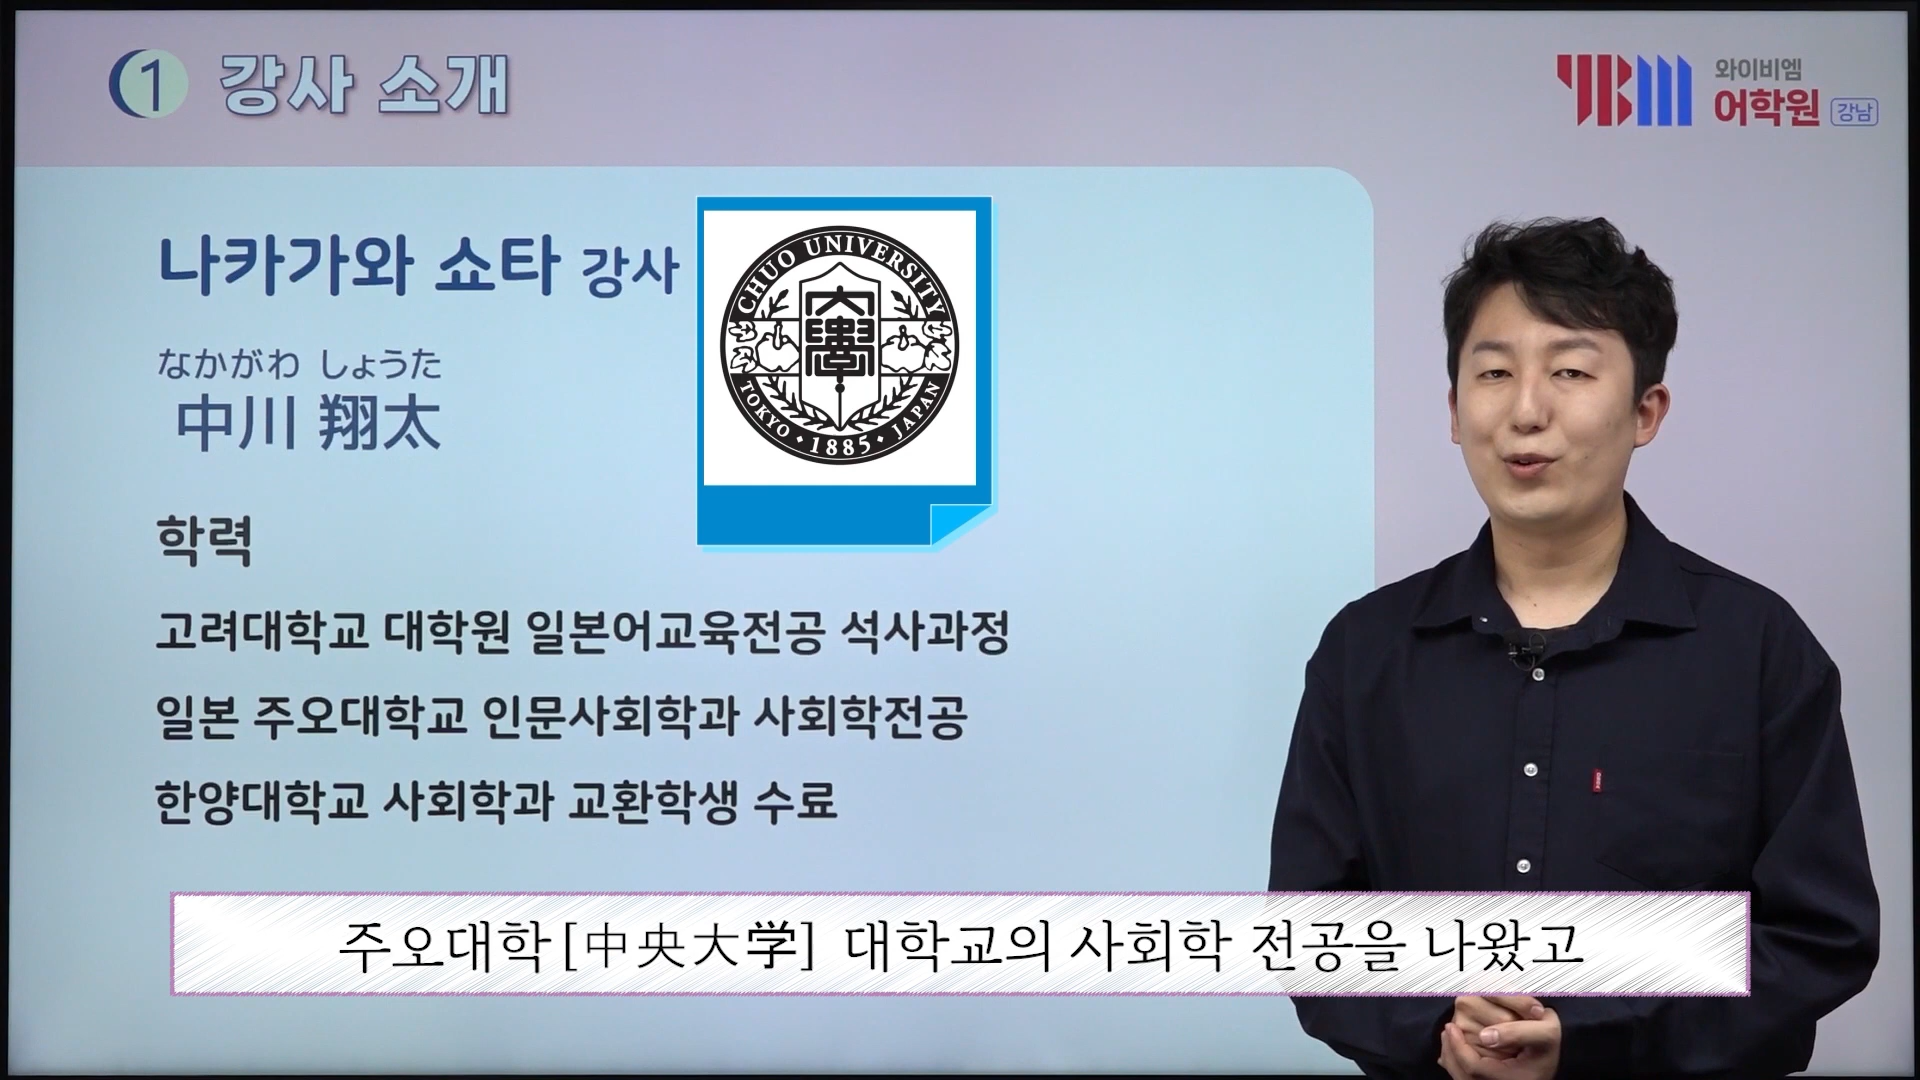 1 강사 소개
YBM 와이비엠
어학원 강남
나카가와 쇼타 강사
なかがわ しょうた
中川 翔太
CHUO UNIVERSITY
大學
TOKYO • 1885 • JAPAN
학력
고려대학교 대학원 일본어교육전공 석사과정
일본 주오대학교 인문사회학과 사회학전공
한양대학교 사회학과 교환학생 수료
주오대학[中央大学] 대학교의 사회학 전공을 나왔고